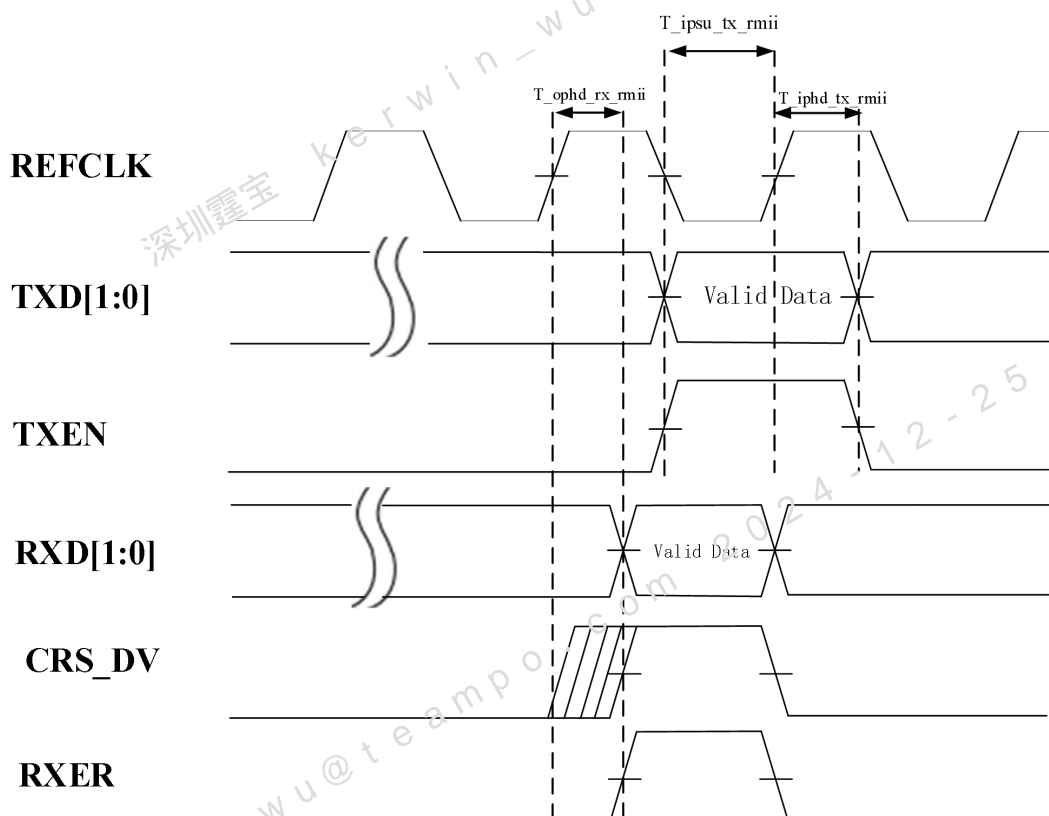 T_ipsu_tx_rmii
T_ophd_rx_rmii
T_iphd_tx_rmii
REFCLK
TXD[1:0]
Valid Data
TXEN
RXD[1:0]
Valid Data
CRS_DV
RXER
深圳霆宝 kerwin_wu
wu@teampo.com 2024-12-25